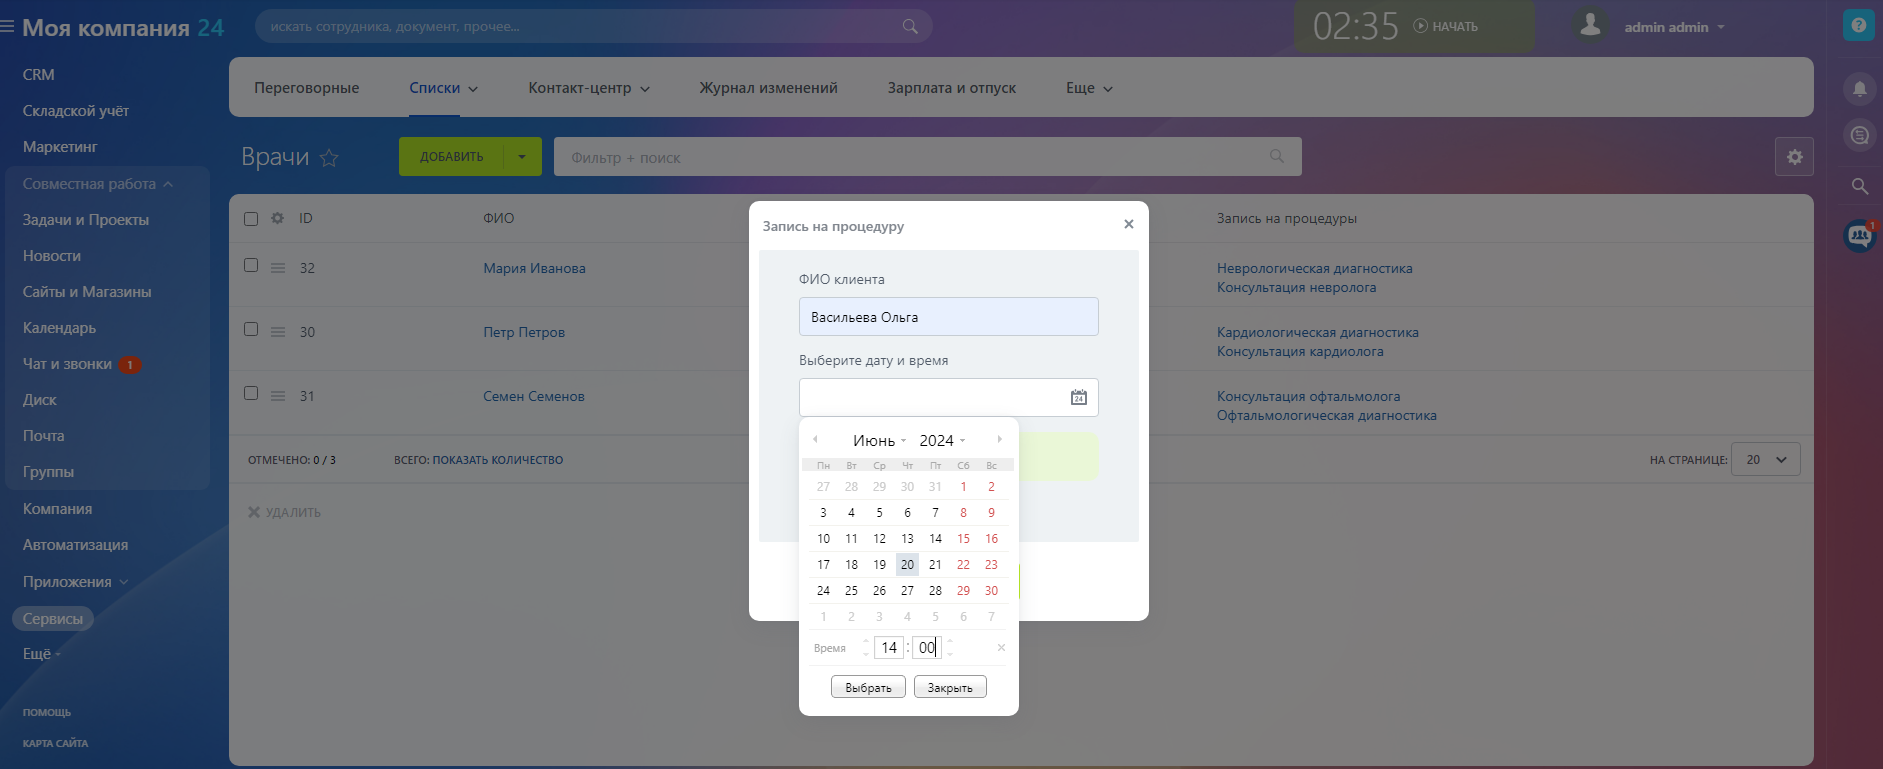 Моя компания 24
искать сотрудника, документ, прочее...
02:35
НАЧАТЬ
admin admin
?
CRM
Складской учёт
Маркетинг
Совместная работа
Задачи и Проекты
Новости
Сайты и Магазины
Календарь
Чат и звонки 1
Диск
Почта
Группы
Компания
Автоматизация
Приложения
Сервисы
Ещё
ПОМОЩЬ
КАРТА САЙТА
Переговорные Списки Контакт-центр Журнал изменений Зарплата и отпуск Еще
Врачи
ДОБАВИТЬ
Фильтр + поиск
ID ФИО Запись на процедуры
32 Мария Иванова Неврологическая диагностика
Консультация невролога
30 Петр Петров Кардиологическая диагностика
Консультация кардиолога
31 Семен Семенов Консультация офтальмолога
Офтальмологическая диагностика
ОТМЕЧЕНО: 0 / 3 ВСЕГО: ПОКАЗАТЬ КОЛИЧЕСТВО НА СТРАНИЦЕ: 20
УДАЛИТЬ
Запись на процедуру
ФИО клиента
Васильева Ольга
Выберите дату и время
24
Июнь 2024
Пн Вт Ср Чт Пт Сб Вс
27 28 29 30 31 1 2
3 4 5 6 7 8 9
10 11 12 13 14 15 16
17 18 19 20 21 22 23
24 25 26 27 28 29 30
1 2 3 4 5 6 7
Время 14 : 00
Выбрать Закрыть
1